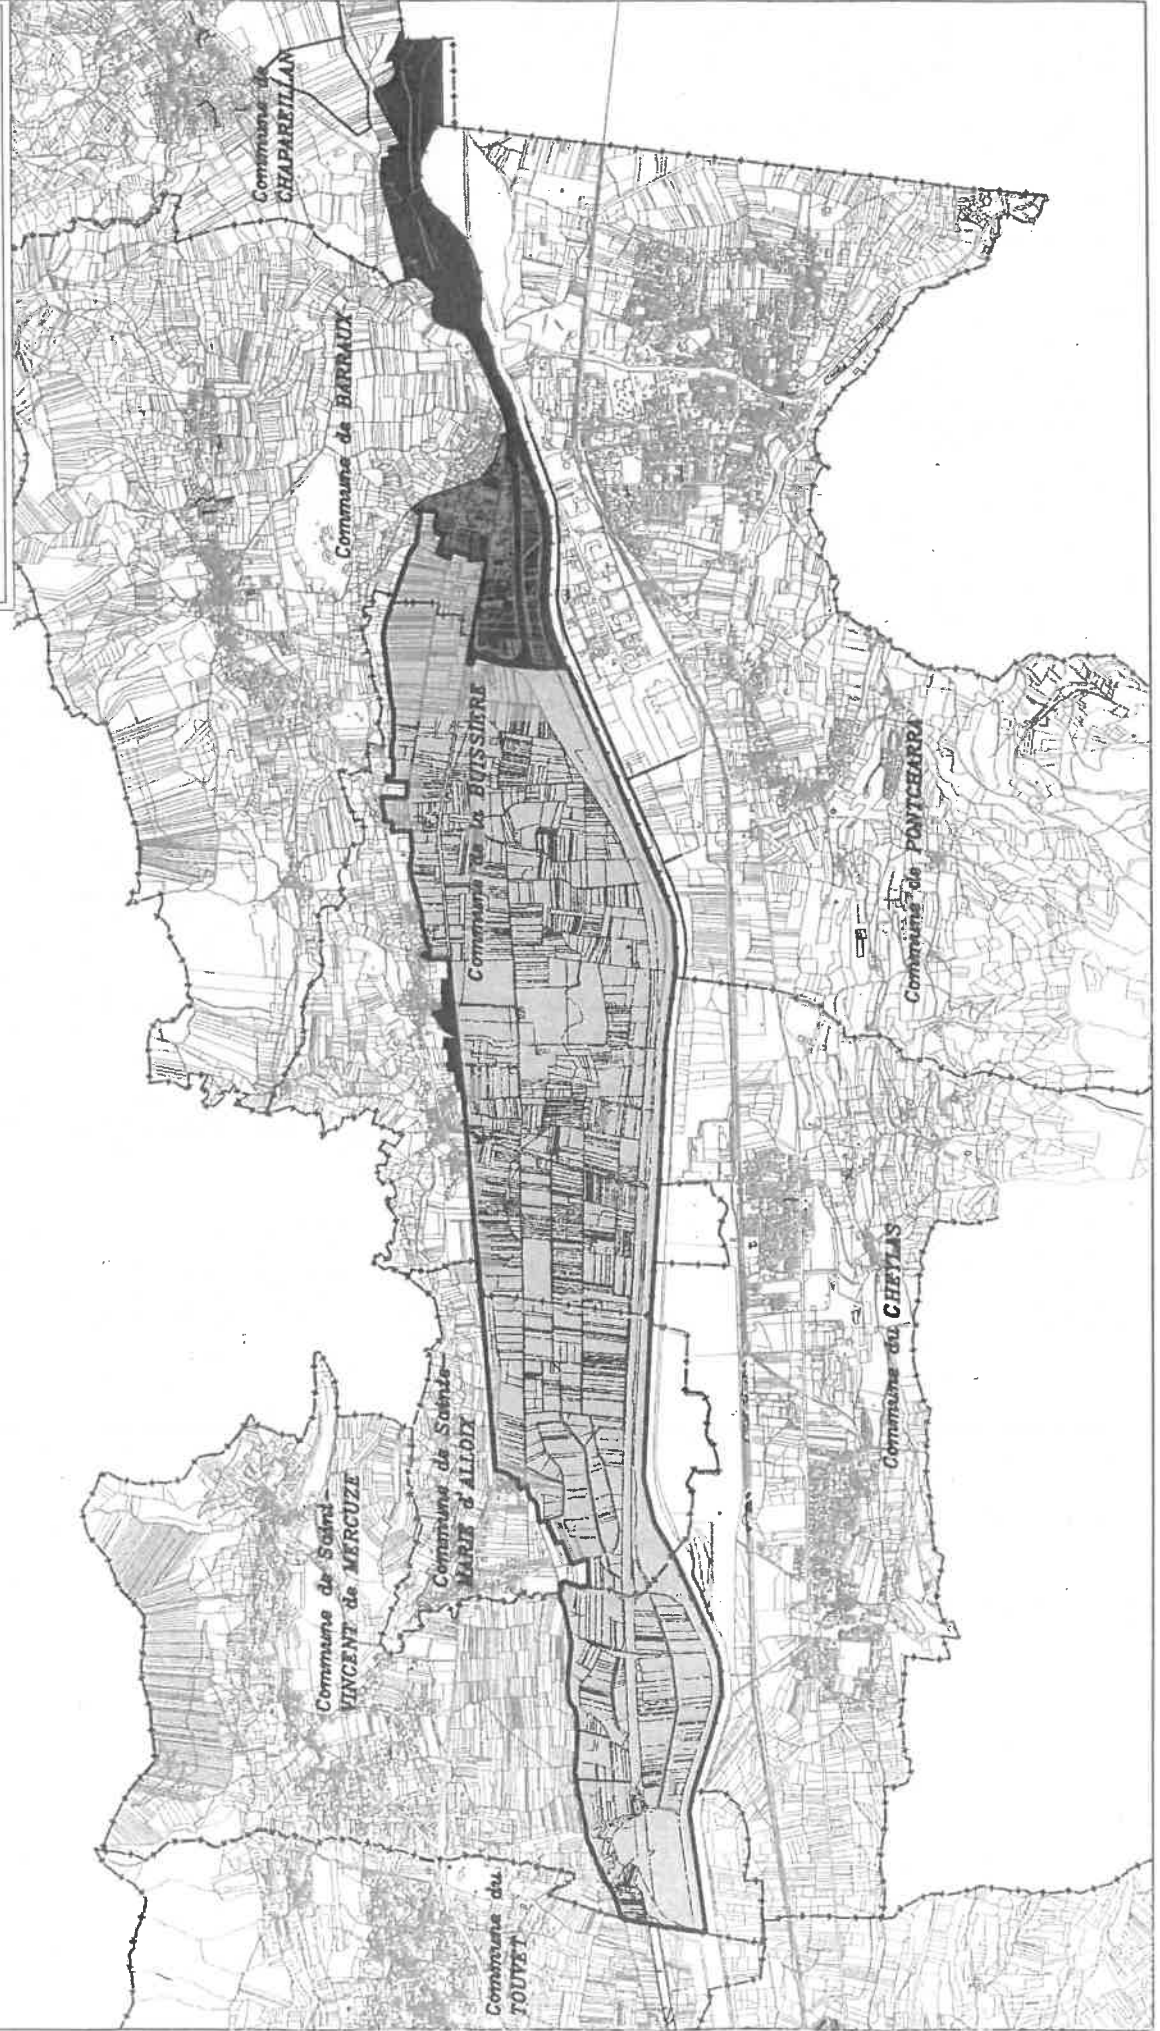 Commune de
CHAPAREILLAN
Commune de BARRAUX
Commune de la BUISSIERE
Commune de PONTCHARRA
Commune de Sainte-
MARIE d'ALLOIX
Commune du CHEYLAS
Commune de Saint-
VINCENT de MERCUZE
Commune du
TOUVET